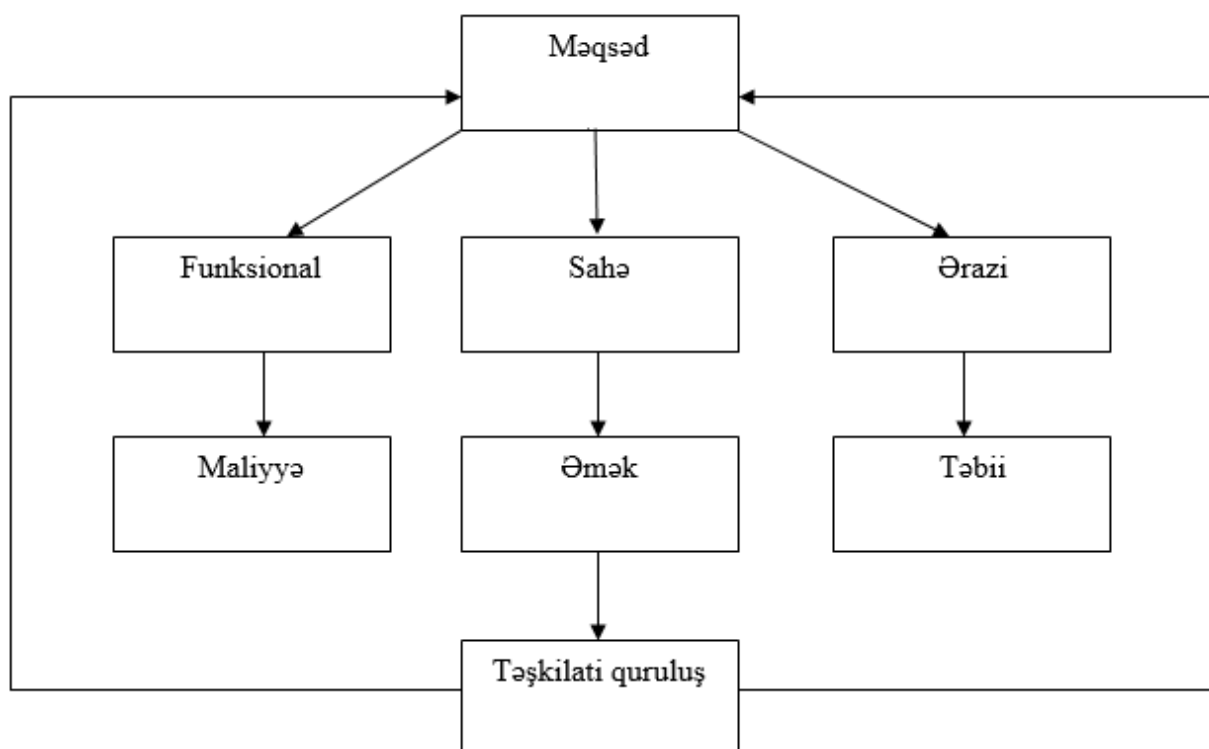 Məqsəd
Funksional
Sahə
Ərazi
Maliyyə
Əmək
Təbii
Təşkilati quruluş